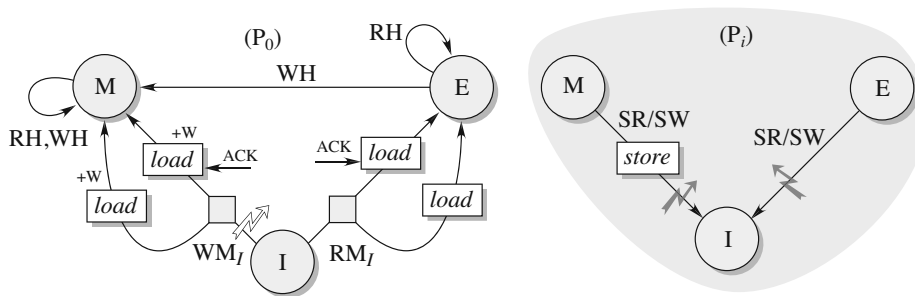 (P0)
RH
M
WH
E
RH,WH
+W
load
ACK
ACK
load
+W
load
load
WMI
I
RMI
(Pi)
M
E
SR/SW
SR/SW
store
I